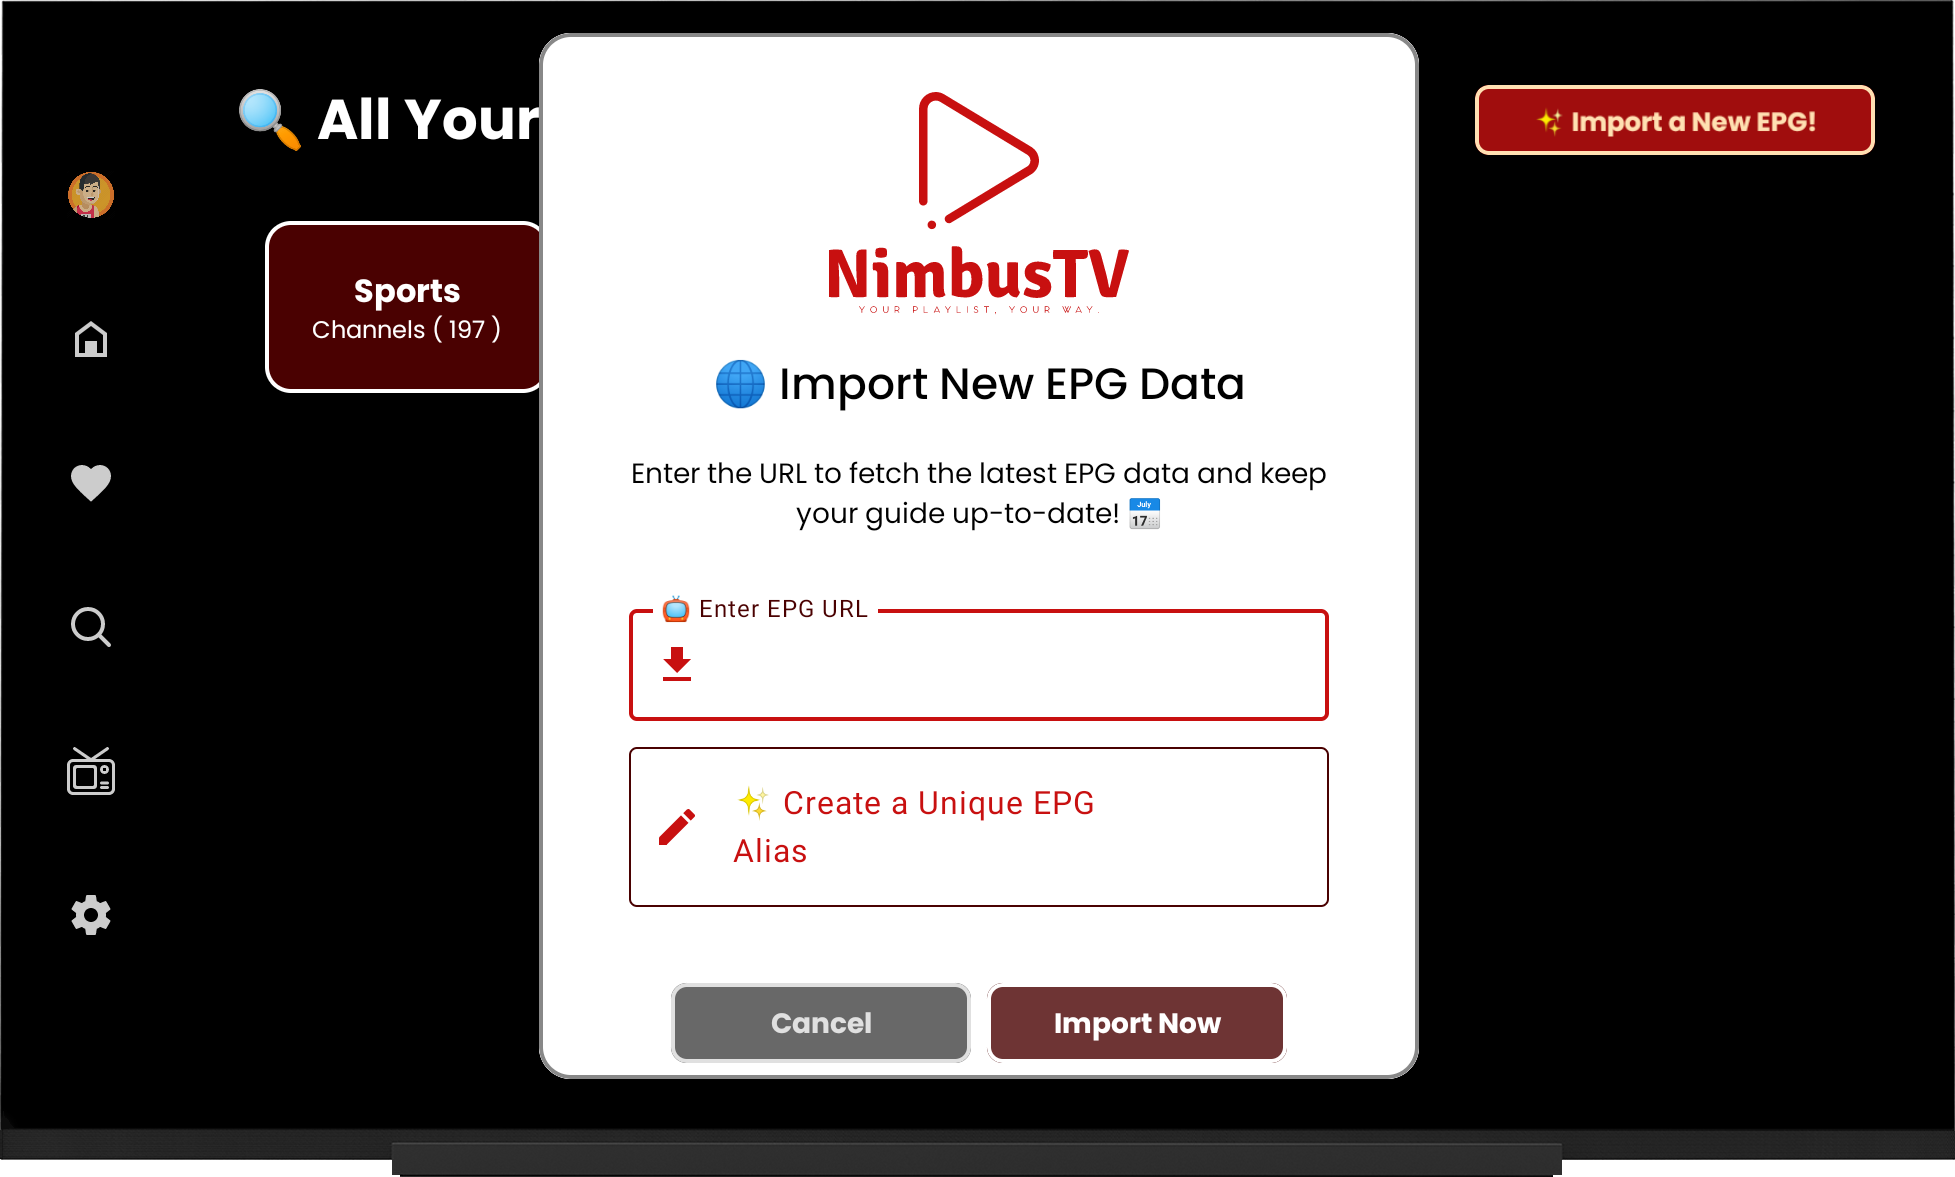 🔍 All Your
✨ Import a New EPG!
Sports
Channels ( 197 )
NimbusTV
YOUR PLAYLIST, YOUR WAY.
🌐 Import New EPG Data
Enter the URL to fetch the latest EPG data and keep
your guide up-to-date! 📅
July
17
📺 Enter EPG URL
✨ Create a Unique EPG
Alias
Cancel
Import Now